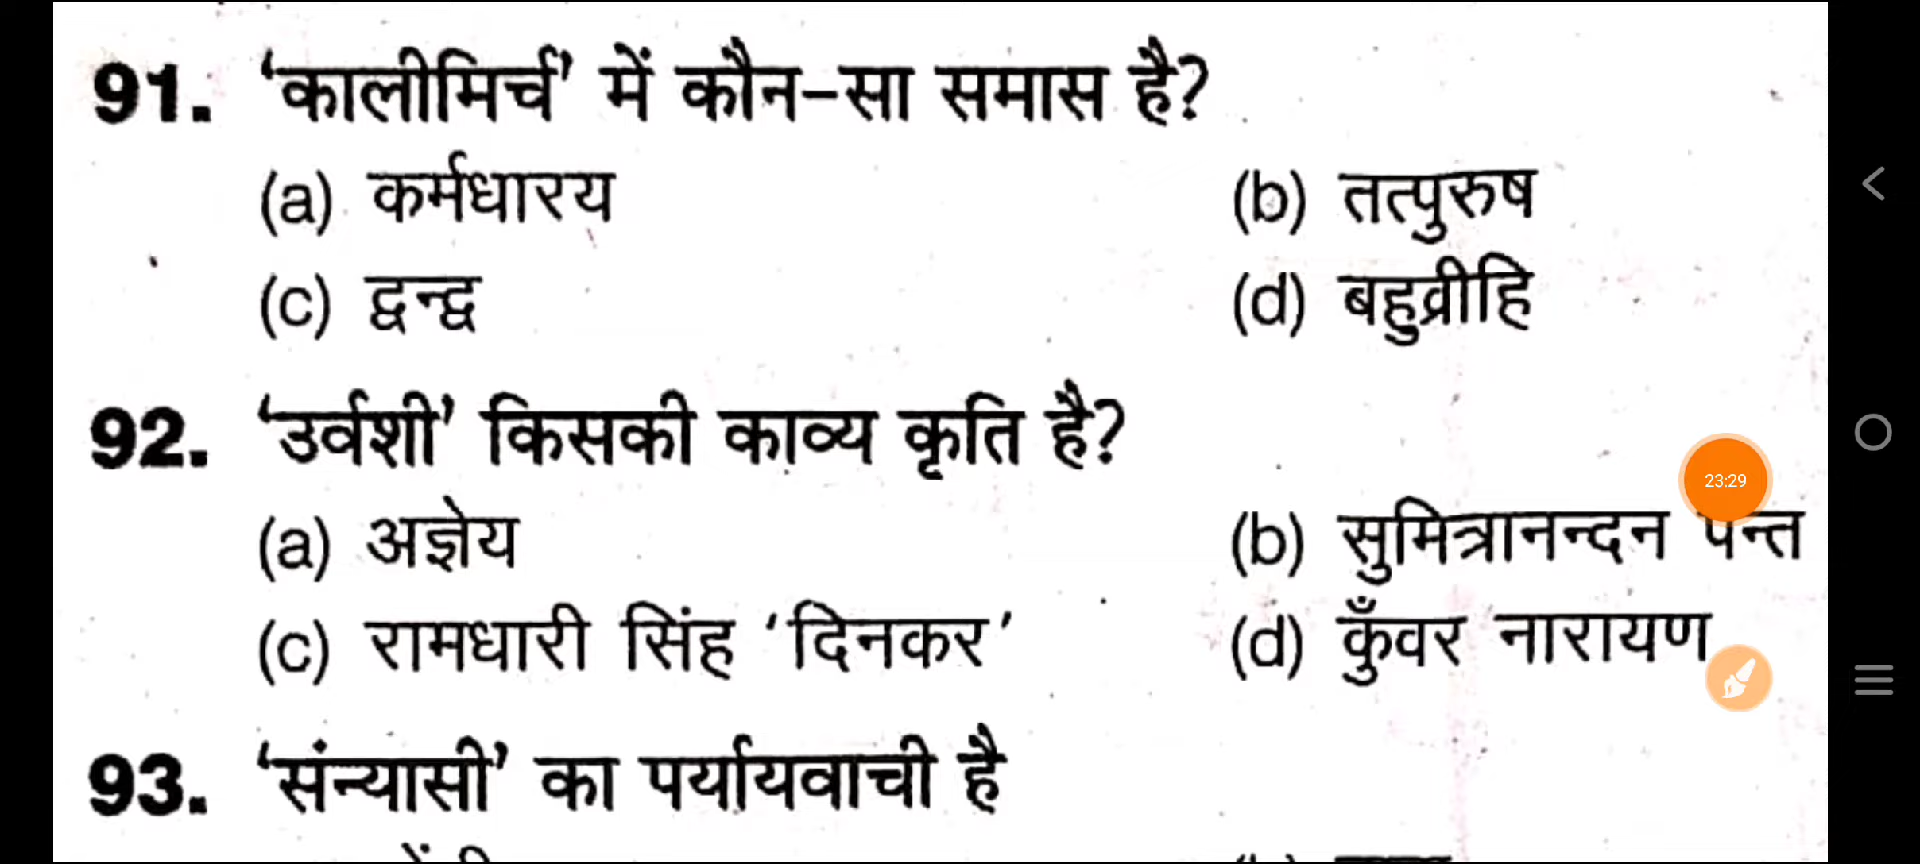 91. 'कालीमिर्च' में कौन-सा समास है?
(a) कर्मधारय (b) तत्पुरुष
(c) द्वन्द्व (d) बहुव्रीहि
92. 'उर्वशी' किसकी काव्य कृति है?
23:29
(a) अज्ञेय (b) सुमित्रानन्दन पन्त
(c) रामधारी सिंह 'दिनकर' (d) कुँवर नारायण
93. 'संन्यासी' का पर्यायवाची है